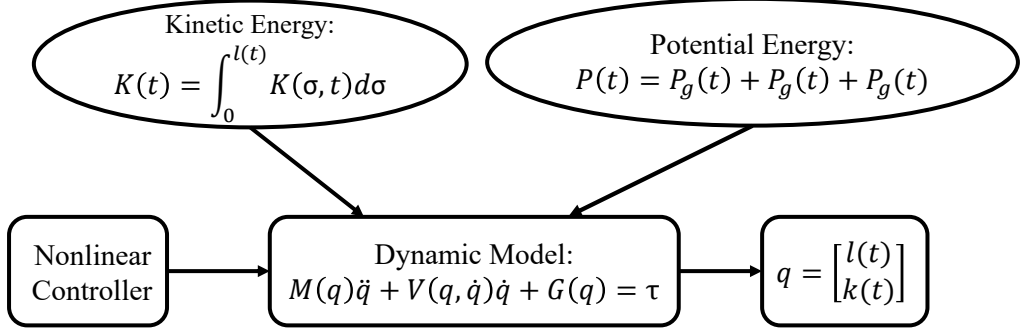 Kinetic Energy:
K(t) = ∫₀^{l(t)} K(σ, t)dσ
Potential Energy:
P(t) = P_g(t) + P_g(t) + P_g(t)
Nonlinear
Controller
Dynamic Model:
M(q)q̈ + V(q, q̇)q̇ + G(q) = τ
q = [l(t)
k(t)]